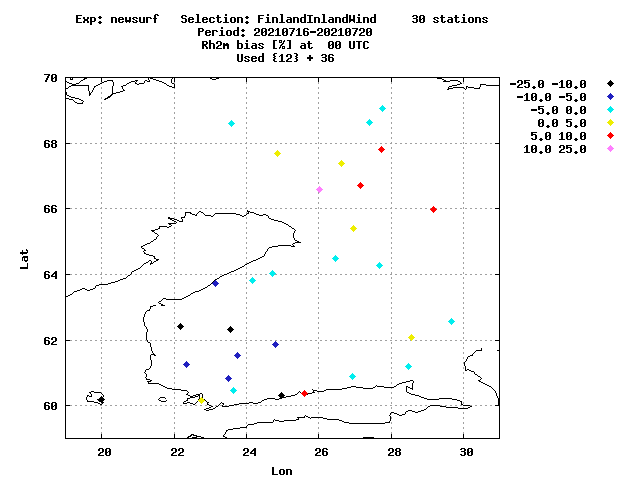 Exp: newsurf   Selection: FinlandInlandWind     30 stations
Period: 20210716-20210720
Rh2m bias [%] at  00 UTC
Used {12} + 36
-25.0 -10.0
-10.0 -5.0
-5.0 0.0
0.0 5.0
5.0 10.0
10.0 25.0
70
68
66
64
62
60
Lat
20 22 24 26 28 30
Lon